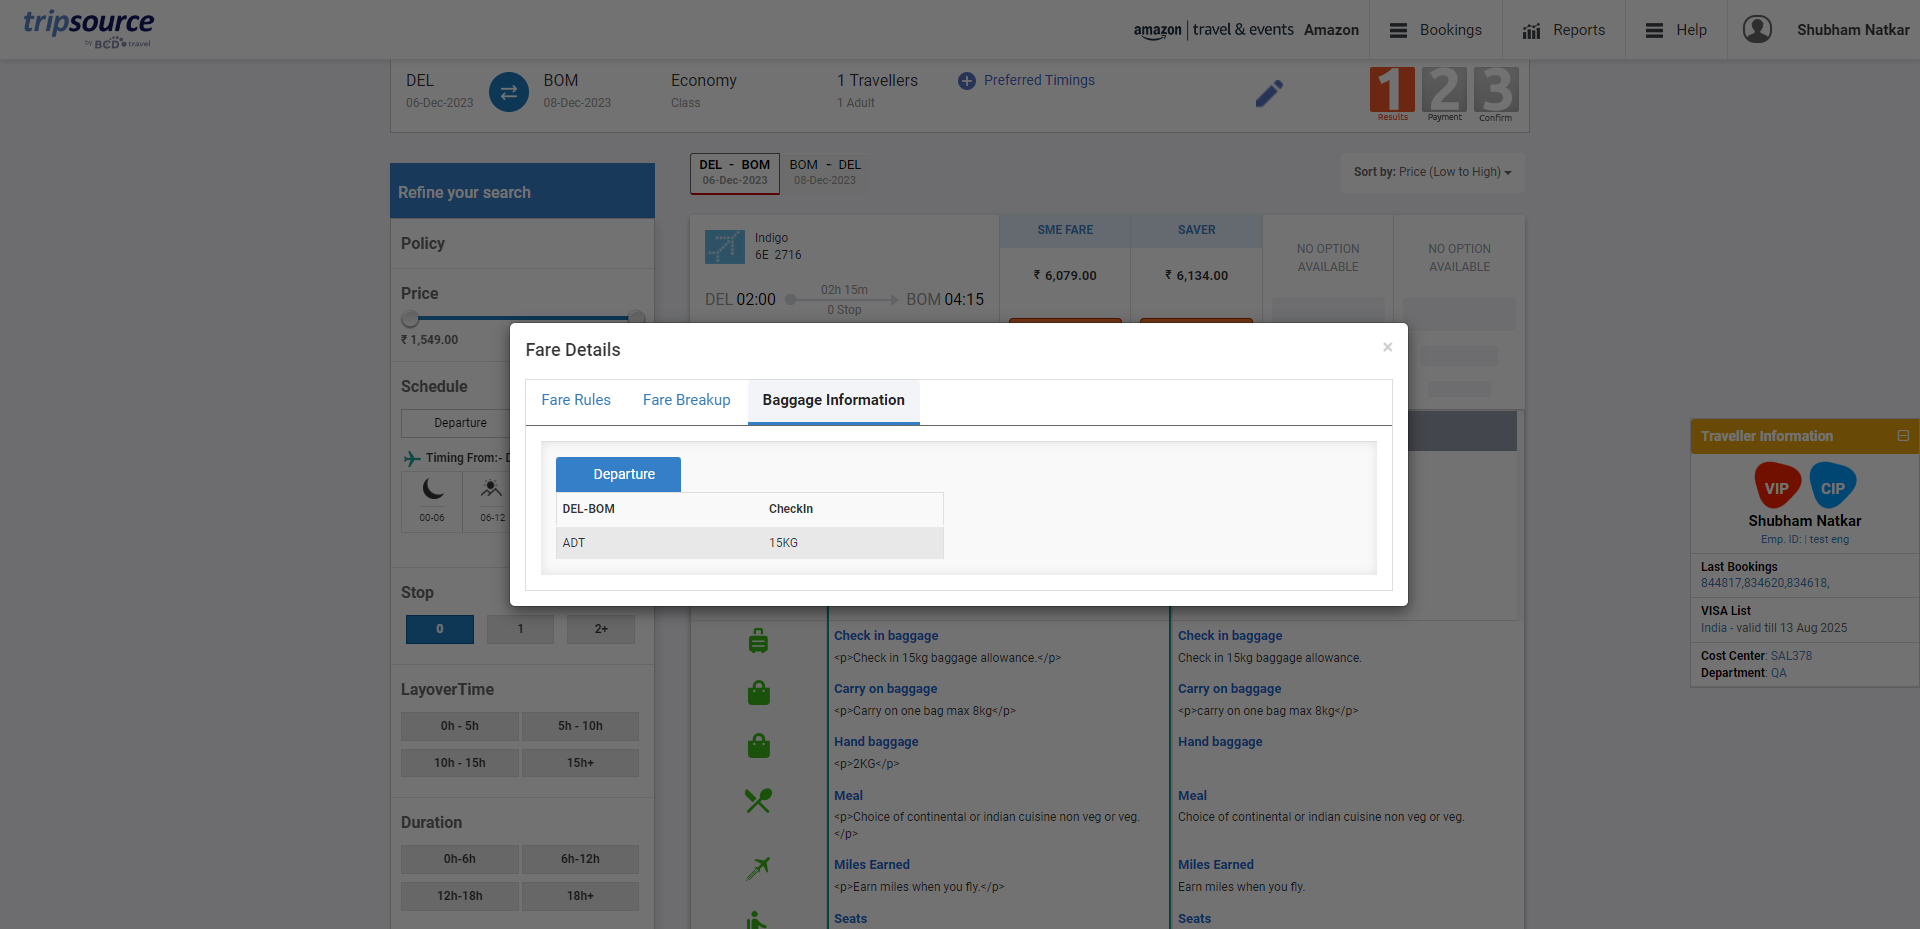 tripsource
by BCD travel
amazon | travel & events Amazon
Bookings
Reports
Help
Shubham Natkar
DEL
06-Dec-2023
BOM
08-Dec-2023
Economy
Class
1 Travellers
1 Adult
Preferred Timings
1
Results
2
Payment
3
Confirm
Refine your search
Policy
Price
₹ 1,549.00
Schedule
Departure
Timing From:- D
00-06
06-12
Stop
0
1
2+
LayoverTime
0h - 5h
5h - 10h
10h - 15h
15h+
Duration
0h-6h
6h-12h
12h-18h
18h+
DEL - BOM
06-Dec-2023
BOM - DEL
08-Dec-2023
Sort by: Price (Low to High)
Indigo
6E 2716
DEL 02:00
02h 15m
0 Stop
BOM 04:15
SME FARE
₹ 6,079.00
SAVER
₹ 6,134.00
NO OPTION
AVAILABLE
NO OPTION
AVAILABLE
Fare Details
×
Fare Rules
Fare Breakup
Baggage Information
Departure
DEL-BOM
CheckIn
ADT
15KG
Check in baggage
<p>Check in 15kg baggage allowance.</p>
Check in baggage
Check in 15kg baggage allowance.
Carry on baggage
<p>Carry on one bag max 8kg</p>
Carry on baggage
<p>carry on one bag max 8kg</p>
Hand baggage
<p>2KG</p>
Hand baggage
Meal
<p>Choice of continental or indian cuisine non veg or veg.
</p>
Meal
Choice of continental or indian cuisine non veg or veg.
Miles Earned
<p>Earn miles when you fly.</p>
Miles Earned
Earn miles when you fly.
Seats
Seats
Traveller Information
VIP
CIP
Shubham Natkar
Emp. ID: | test eng
Last Bookings
844817,834620,834618,
VISA List
India - valid till 13 Aug 2025
Cost Center: SAL378
Department: QA